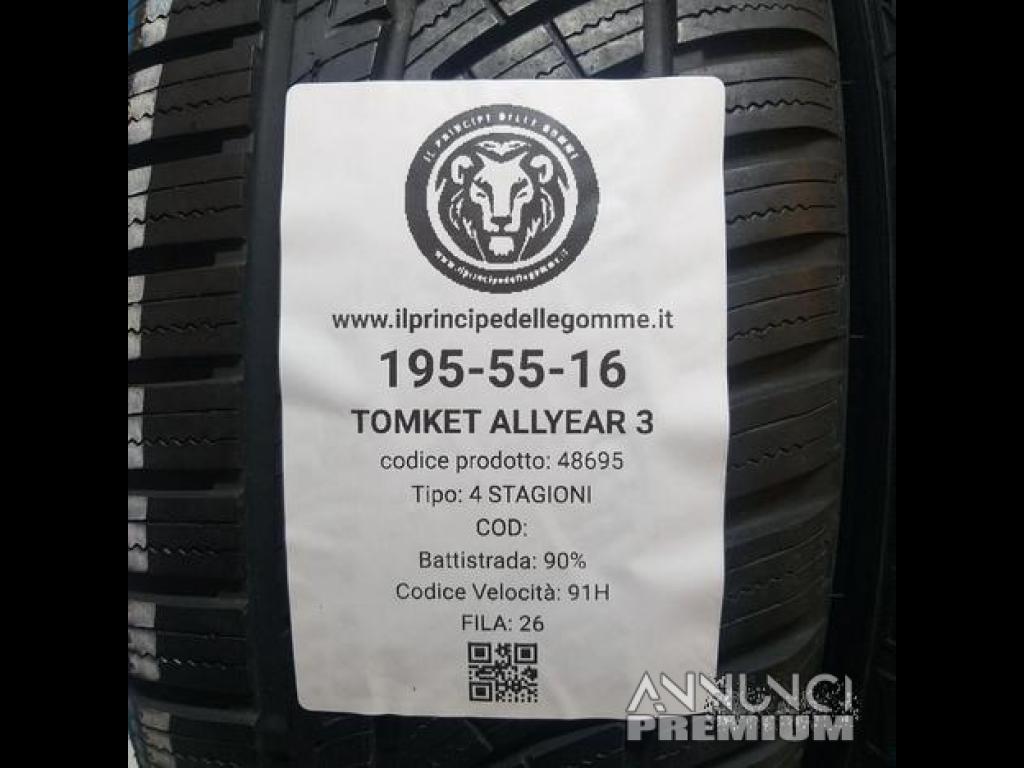 IL PRINCIPE DELLE GOMME
www.ilprincipedellegomme.it
www.ilprincipedellegomme.it
195-55-16
TOMKET ALLYEAR 3
codice prodotto: 48695
Tipo: 4 STAGIONI
COD:
Battistrada: 90%
Codice Velocità: 91H
FILA: 26
ANNUNCI
PREMIUM